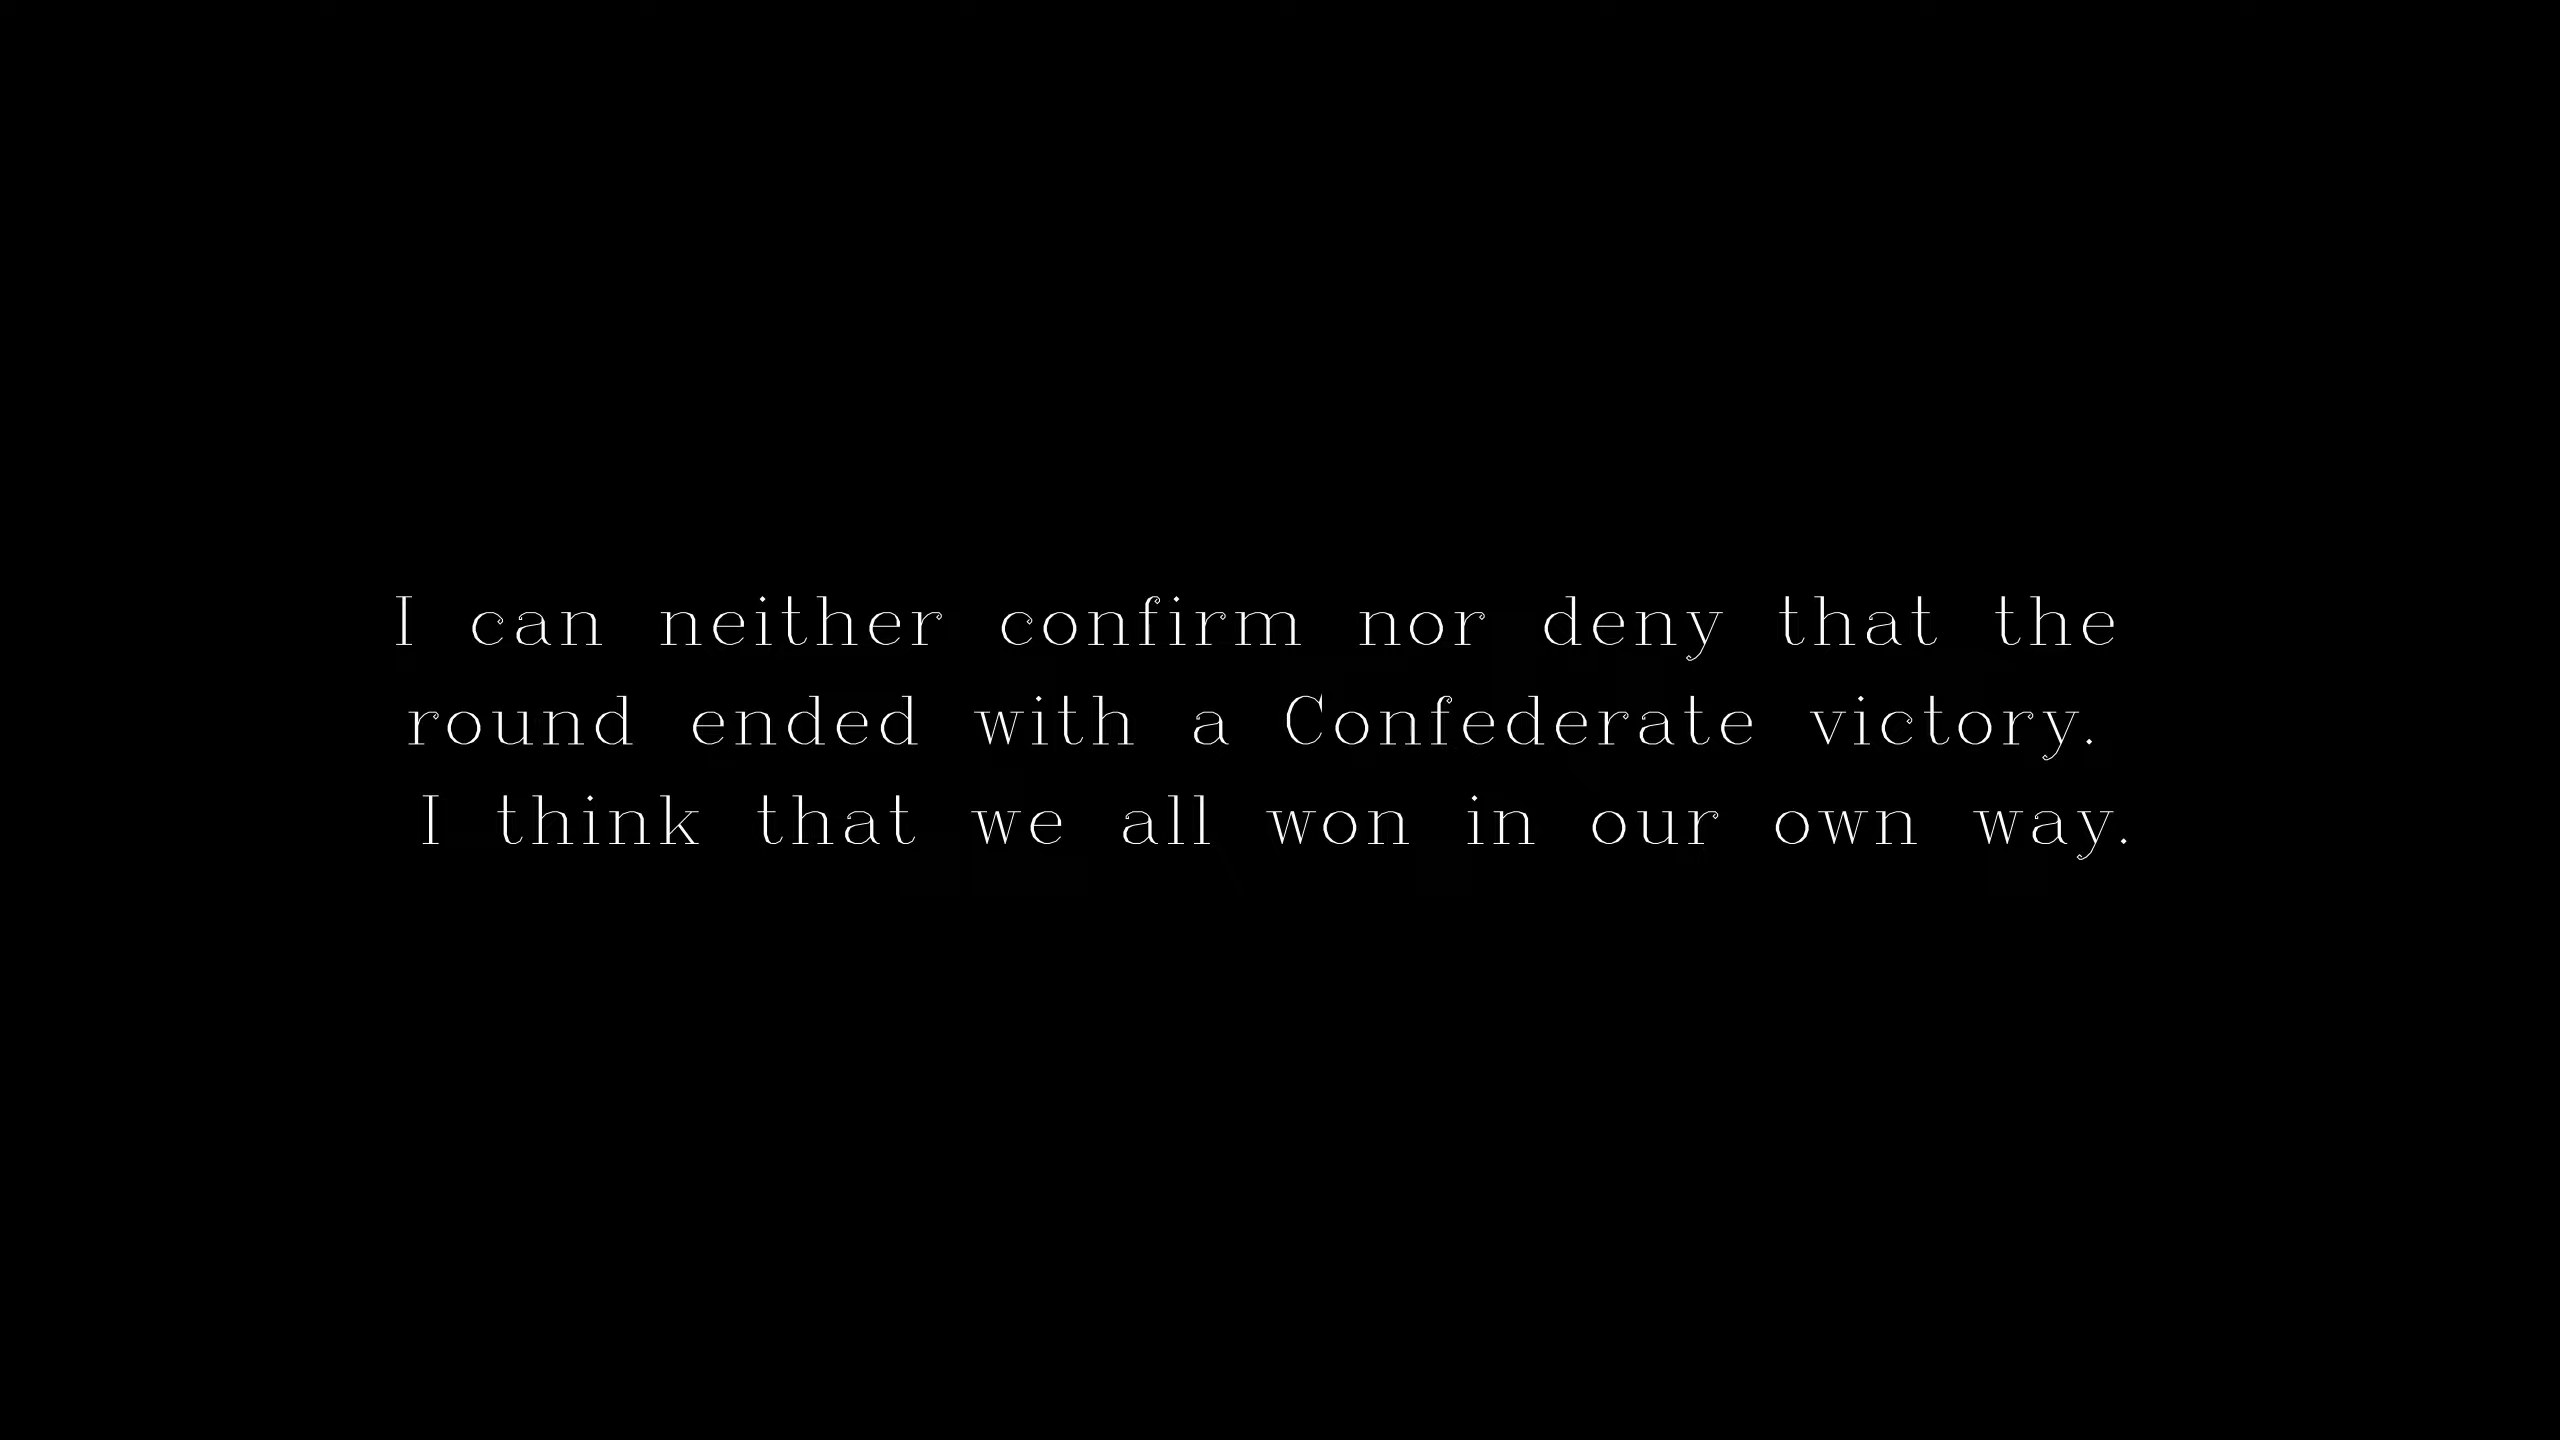 I can neither confirm nor deny that the
round ended with a Confederate victory.
I think that we all won in our own way.